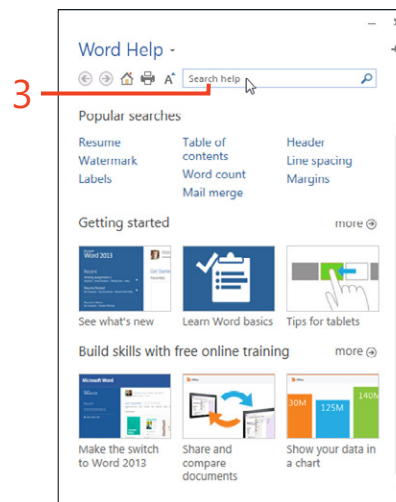 Word Help
A
Search help
3
Popular searches
Resume Table of contents Header
Watermark Word count Line spacing
Labels Mail merge Margins
Getting started more
Word 2013
Recent
See what's new Learn Word basics Tips for tablets
Build skills with free online training more
Microsoft Word
Office
Office
30M 125M 140M
Make the switch to Word 2013
Share and compare documents
Show your data in a chart